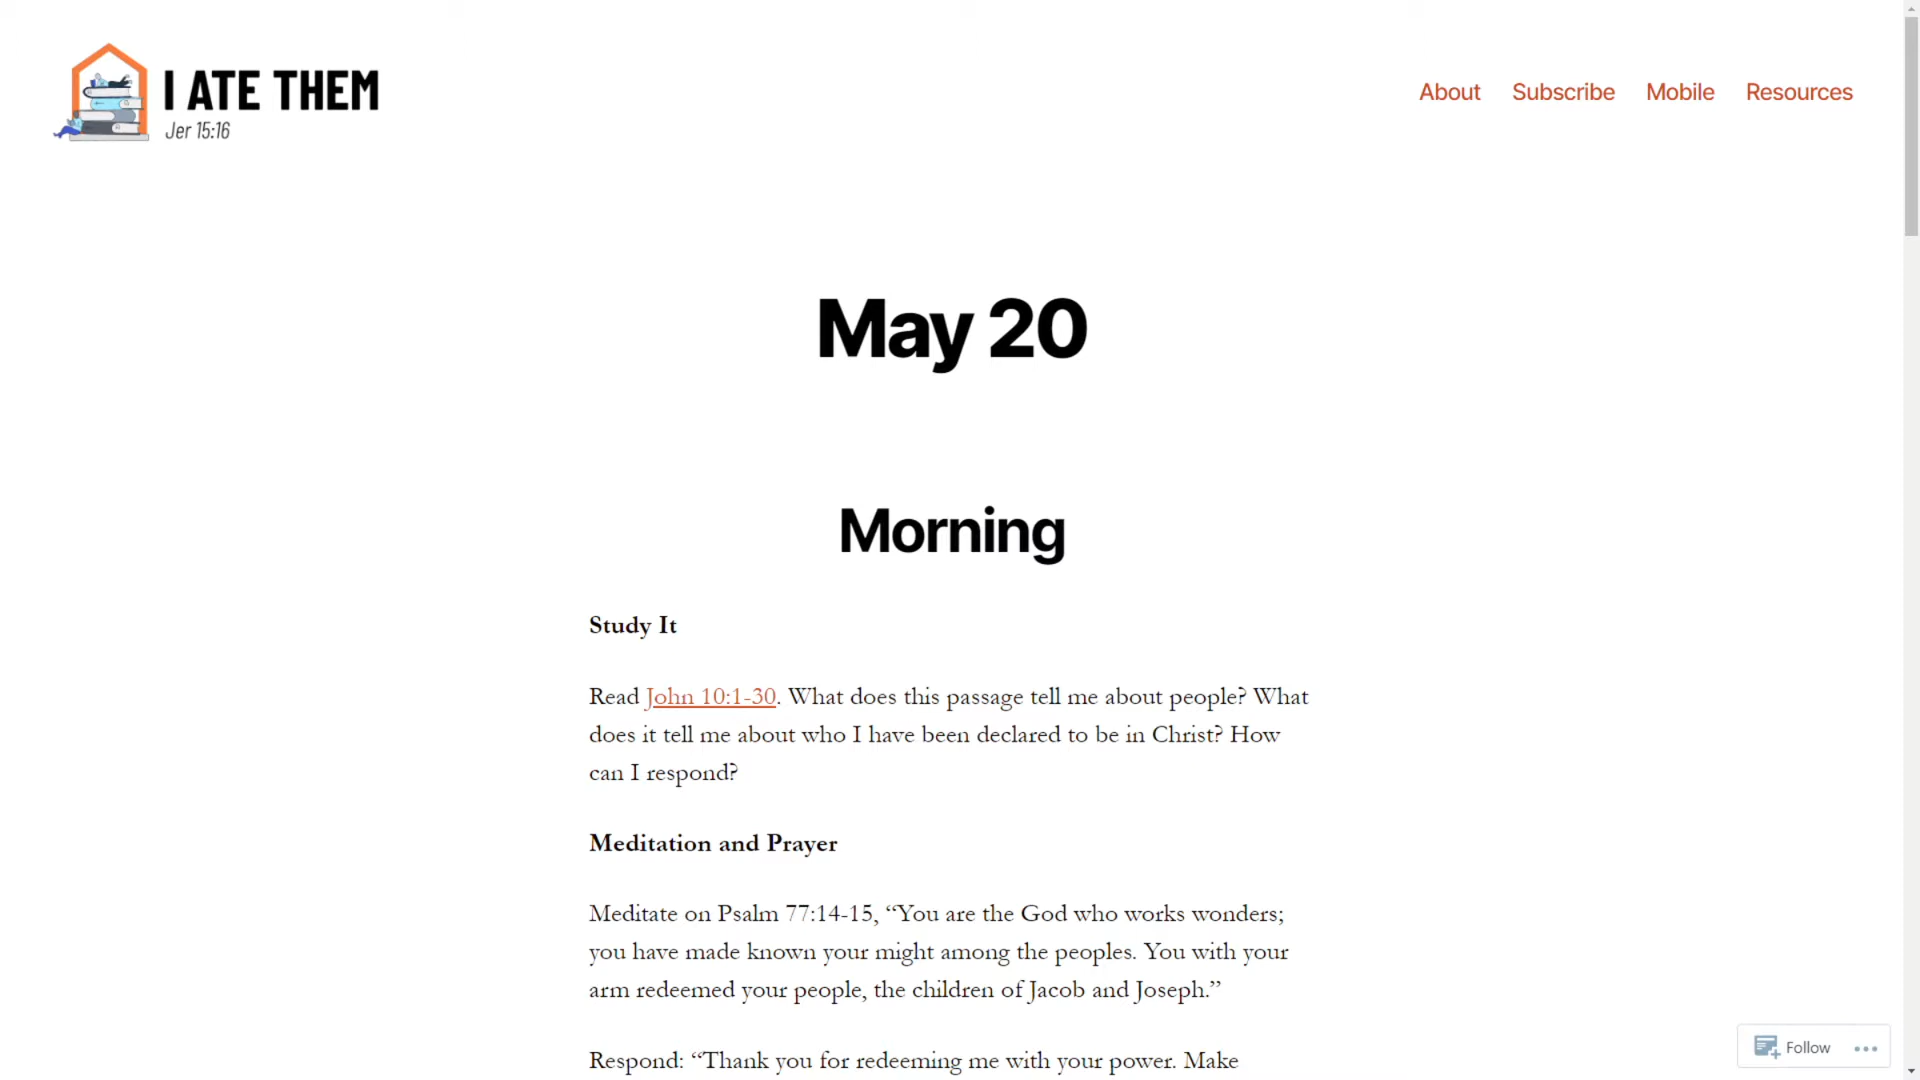 I ATE THEM
Jer 15:16
About Subscribe Mobile Resources
May 20
Morning
Study It
Read John 10:1-30. What does this passage tell me about people? What
does it tell me about who I have been declared to be in Christ? How
can I respond?
Meditation and Prayer
Meditate on Psalm 77:14-15, “You are the God who works wonders;
you have made known your might among the peoples. You with your
arm redeemed your people, the children of Jacob and Joseph.”
Respond: “Thank you for redeeming me with your power. Make
Follow